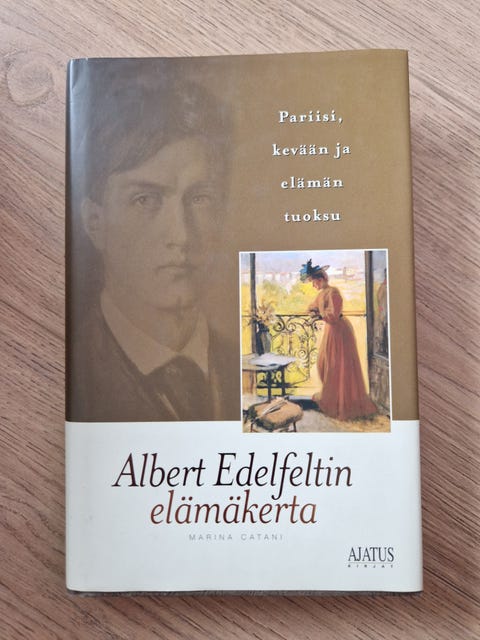 Pariisi,
kevään ja
elämän
tuoksu
Albert Edelfeltin
elämäkerta
MARINA CATANI
AJATUS
KIRJAT